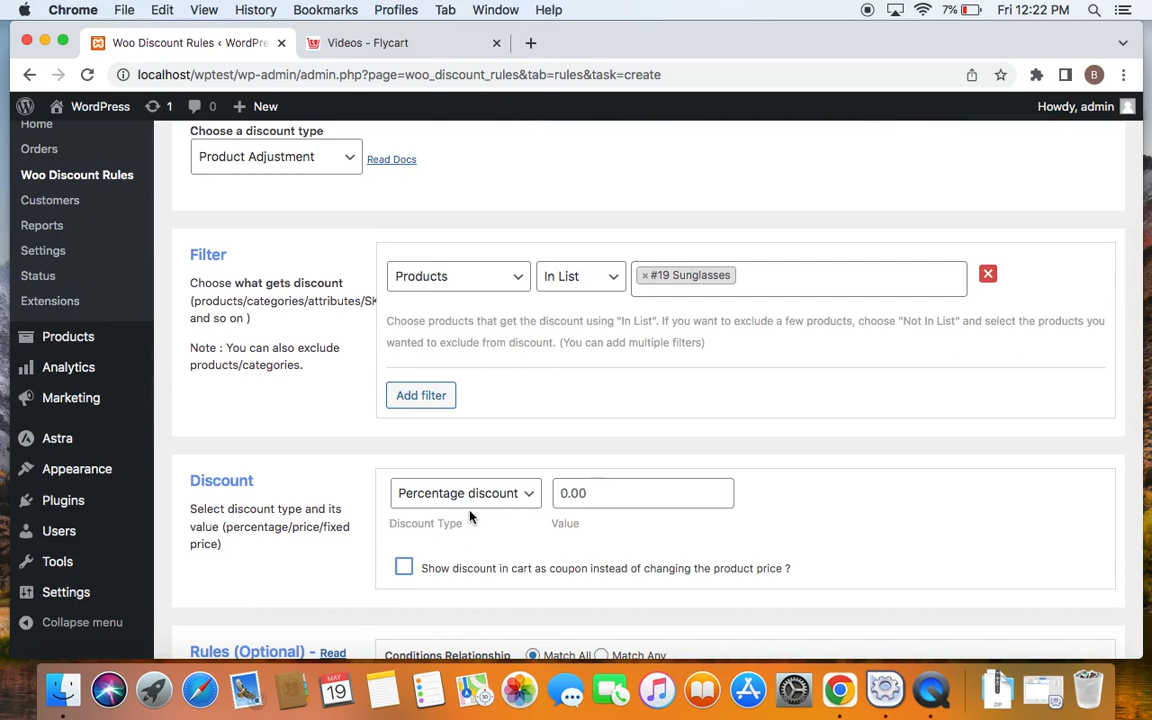 Chrome File Edit View History Bookmarks Profiles Tab Window Help 7% Fri 12:22 PM
Woo Discount Rules ‹ WordPre × Videos - Flycart × +
localhost/wptest/wp-admin/admin.php?page=woo_discount_rules&tab=rules&task=create B
WordPress 1 0 + New Howdy, admin
Home
Orders
Woo Discount Rules
Customers
Reports
Settings
Status
Extensions
Products
Analytics
Marketing
Astra
Appearance
Plugins
Users
Tools
Settings
Collapse menu
Choose a discount type
Product Adjustment Read Docs
Filter
Choose what gets discount
(products/categories/attributes/SK
and so on )
Note : You can also exclude
products/categories.
Products In List × #19 Sunglasses
Choose products that get the discount using "In List". If you want to exclude a few products, choose "Not In List" and select the products you
wanted to exclude from discount. (You can add multiple filters)
Add filter
Discount
Select discount type and its
value (percentage/price/fixed
price)
Percentage discount 0.00
Discount Type Value
Show discount in cart as coupon instead of changing the product price ?
Rules (Optional) - Read
Conditions Relationship Match All Match Any
MAY
19
ZIP